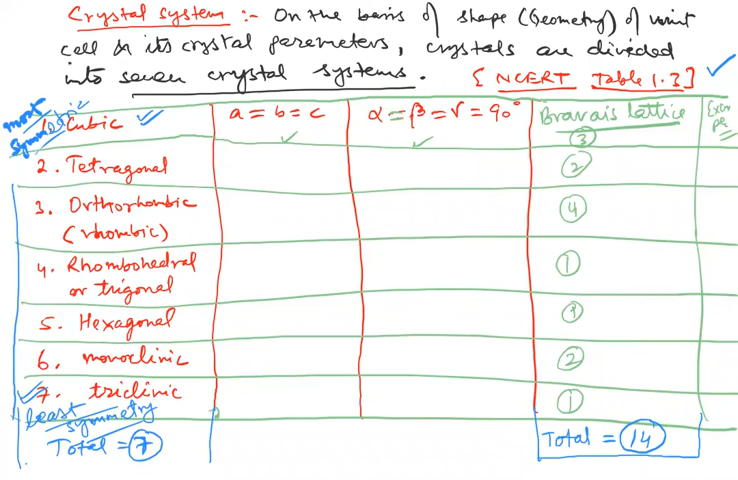 Crystal system :- On the basis of shape (Geometry) of unit
cell & its crystal parameters, crystals are divided
into seven crystal systems. [NCERT Table 1.3]
most symmetric
1. Cubic a = b = c α = β = γ = 90° Bravais lattice
③
2. Tetragonal ②
3. Orthorhombic ④
(rhombic)
4. Rhombohedral ①
or trigonal
5. Hexagonal
6. monoclinic ②
7. triclinic ①
least symmetry
Total = ⑦ Total = ⑭